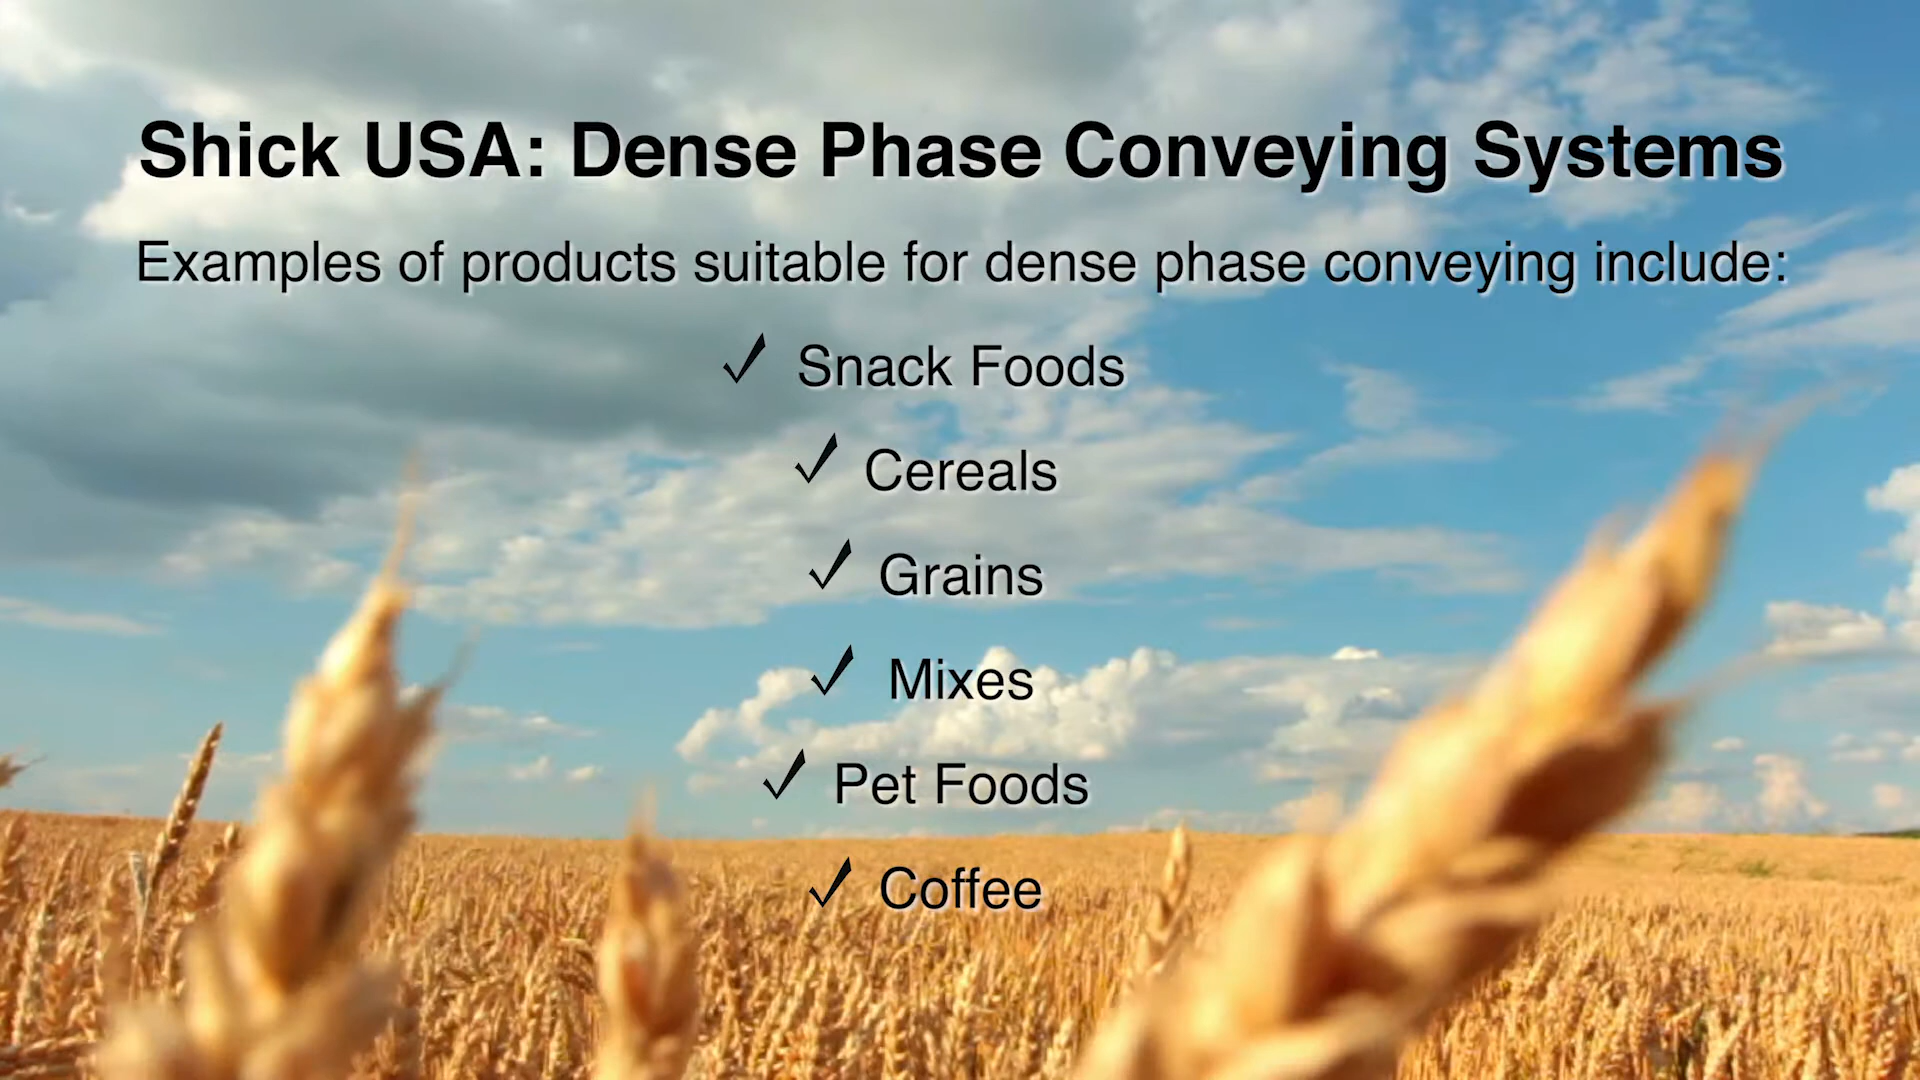 Shick USA: Dense Phase Conveying Systems
Examples of products suitable for dense phase conveying include:
✓ Snack Foods
✓ Cereals
✓ Grains
✓ Mixes
✓ Pet Foods
✓ Coffee